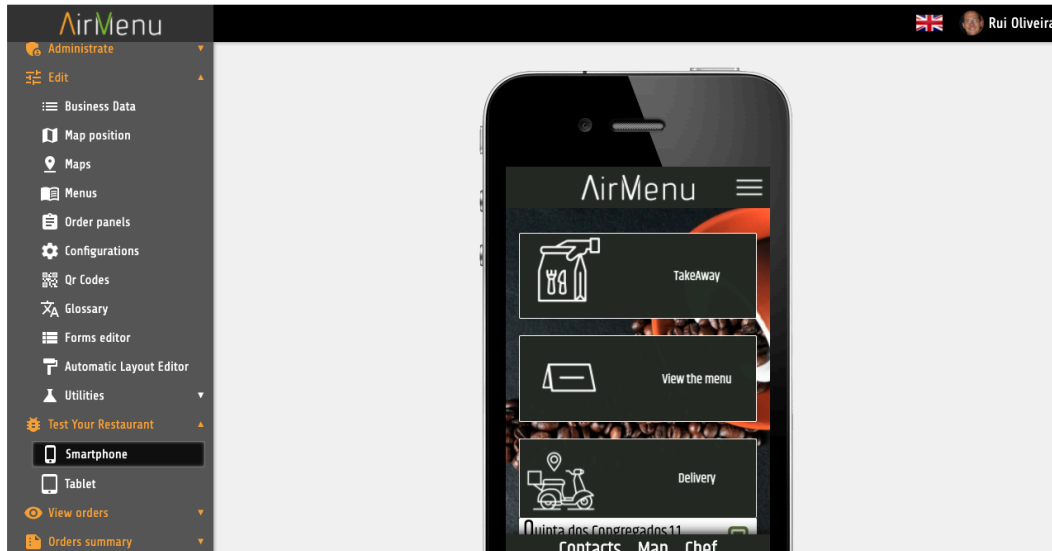 AirMenu
Rui Oliveira
Administrate
Edit
Business Data
Map position
Maps
Menus
Order panels
Configurations
Qr Codes
Glossary
Forms editor
Automatic Layout Editor
Utilities
Test Your Restaurant
Smartphone
Tablet
View orders
Orders summary
AirMenu
TakeAway
View the menu
Delivery
Quinta dos Congregados 11
Contacts Map Chef